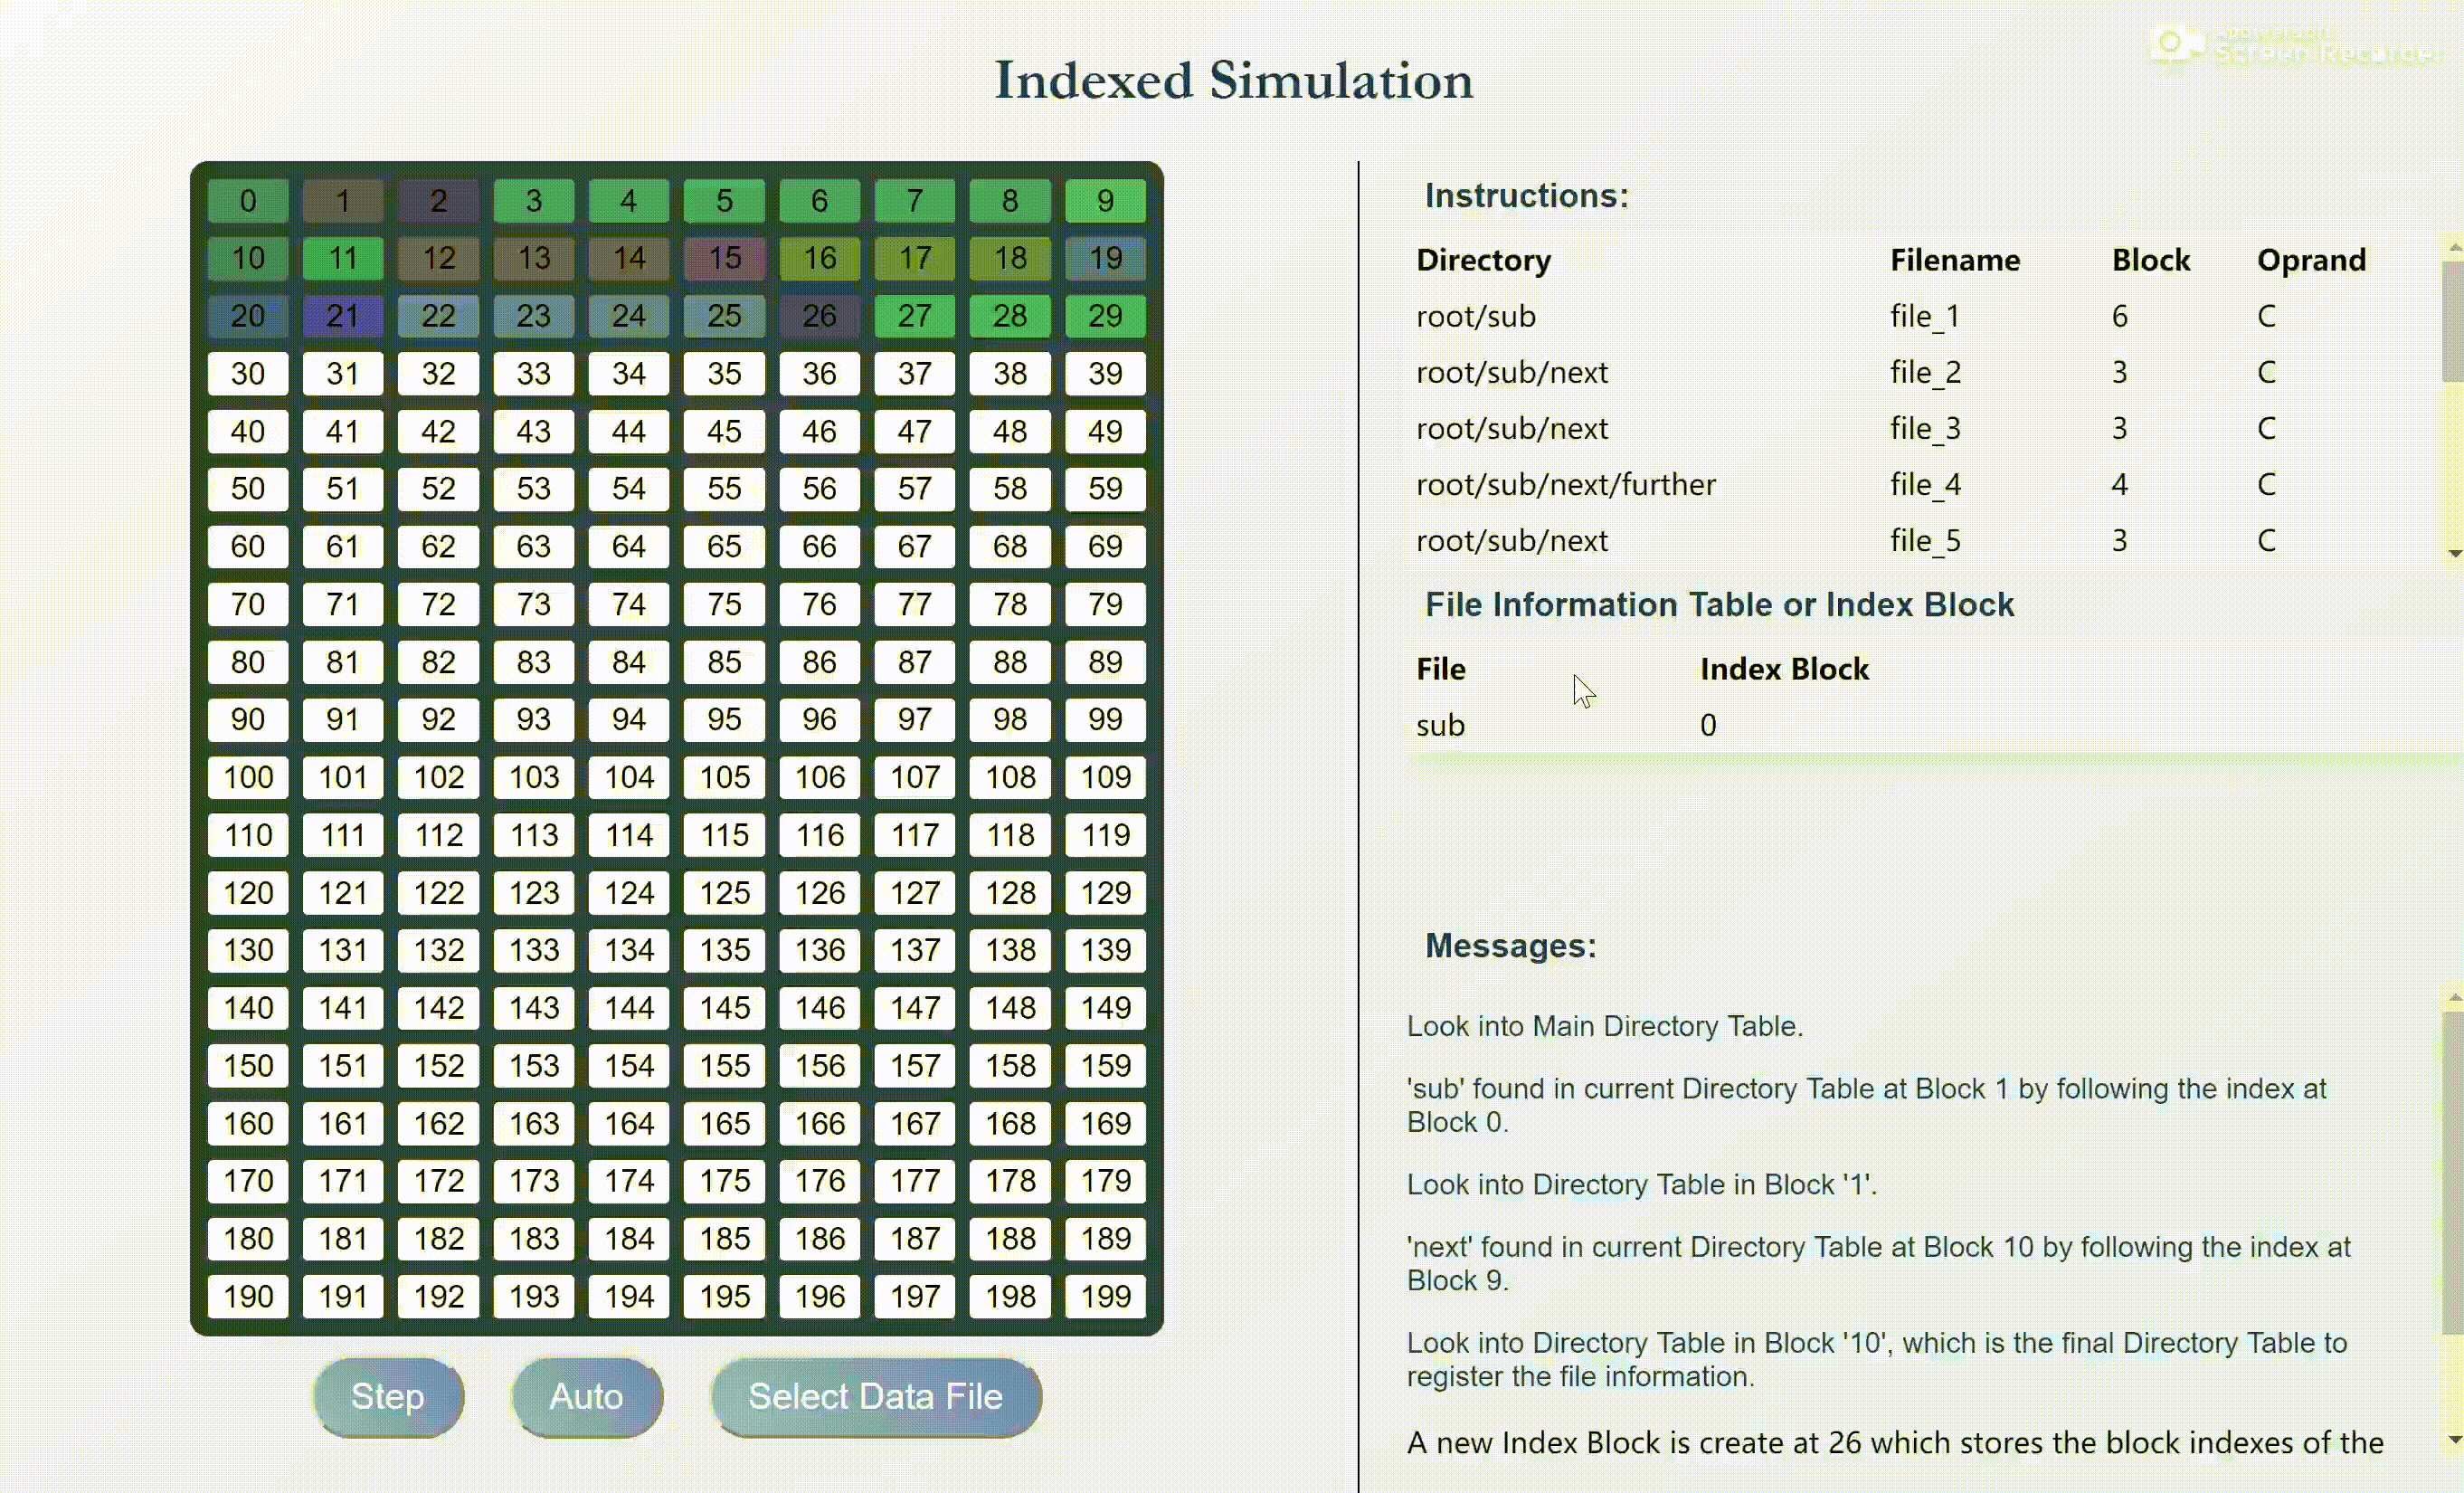 Screen Recorder
Indexed Simulation
0 1 2 3 4 5 6 7 8 9
10 11 12 13 14 15 16 17 18 19
20 21 22 23 24 25 26 27 28 29
30 31 32 33 34 35 36 37 38 39
40 41 42 43 44 45 46 47 48 49
50 51 52 53 54 55 56 57 58 59
60 61 62 63 64 65 66 67 68 69
70 71 72 73 74 75 76 77 78 79
80 81 82 83 84 85 86 87 88 89
90 91 92 93 94 95 96 97 98 99
100 101 102 103 104 105 106 107 108 109
110 111 112 113 114 115 116 117 118 119
120 121 122 123 124 125 126 127 128 129
130 131 132 133 134 135 136 137 138 139
140 141 142 143 144 145 146 147 148 149
150 151 152 153 154 155 156 157 158 159
160 161 162 163 164 165 166 167 168 169
170 171 172 173 174 175 176 177 178 179
180 181 182 183 184 185 186 187 188 189
190 191 192 193 194 195 196 197 198 199
Step Auto Select Data File
Instructions:
Directory Filename Block Oprand
root/sub file_1 6 C
root/sub/next file_2 3 C
root/sub/next file_3 3 C
root/sub/next/further file_4 4 C
root/sub/next file_5 3 C
File Information Table or Index Block
File Index Block
sub 0
Messages:
Look into Main Directory Table.
'sub' found in current Directory Table at Block 1 by following the index at
Block 0.
Look into Directory Table in Block '1'.
'next' found in current Directory Table at Block 10 by following the index at
Block 9.
Look into Directory Table in Block '10', which is the final Directory Table to
register the file information.
A new Index Block is create at 26 which stores the block indexes of the